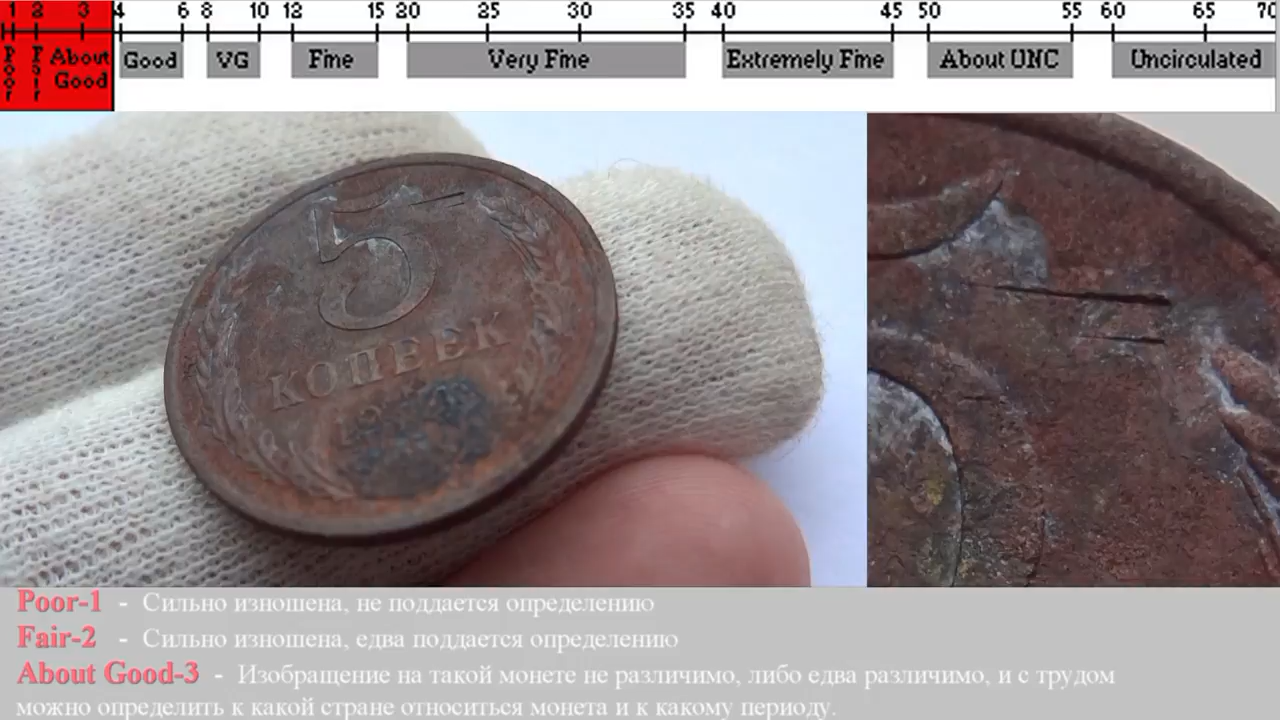 1 2 3 4 6 8 10 12 15 20 25 30 35 40 45 50 55 60 65 70
Poor Fair About Good Good VG Fine Very Fine Extremely Fine About UNC Uncirculated
5
КОПЕЕК
Poor-1 - Сильно изношена, не поддается определению
Fair-2 - Сильно изношена, едва поддается определению
About Good-3 - Изобращение на такой монете не различимо, либо едва различимо, и с трудом
можно определить к какой стране относиться монета и к какому периоду.